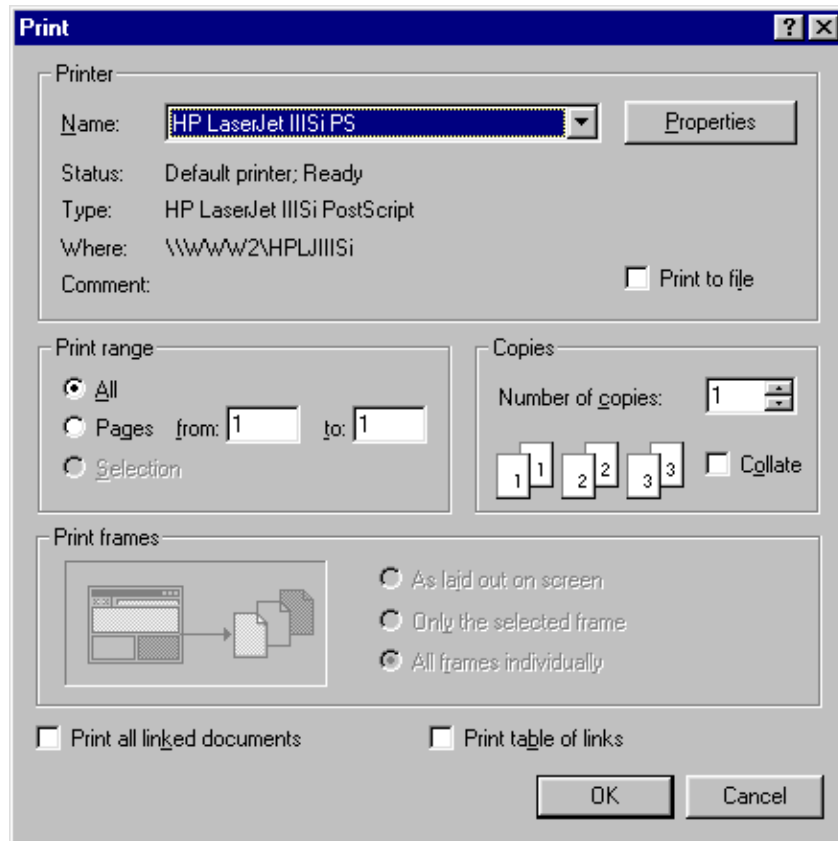 Print
Printer
Name: HP LaserJet IIISi PS Properties
Status: Default printer; Ready
Type: HP LaserJet IIISi PostScript
Where: \\WWW2\HPLJIIISi
Comment: Print to file
Print range
All
Pages from: 1 to: 1
Selection
Copies
Number of copies: 1
1 1 2 2 3 3 Collate
Print frames
As laid out on screen
Only the selected frame
All frames individually
Print all linked documents Print table of links
OK Cancel